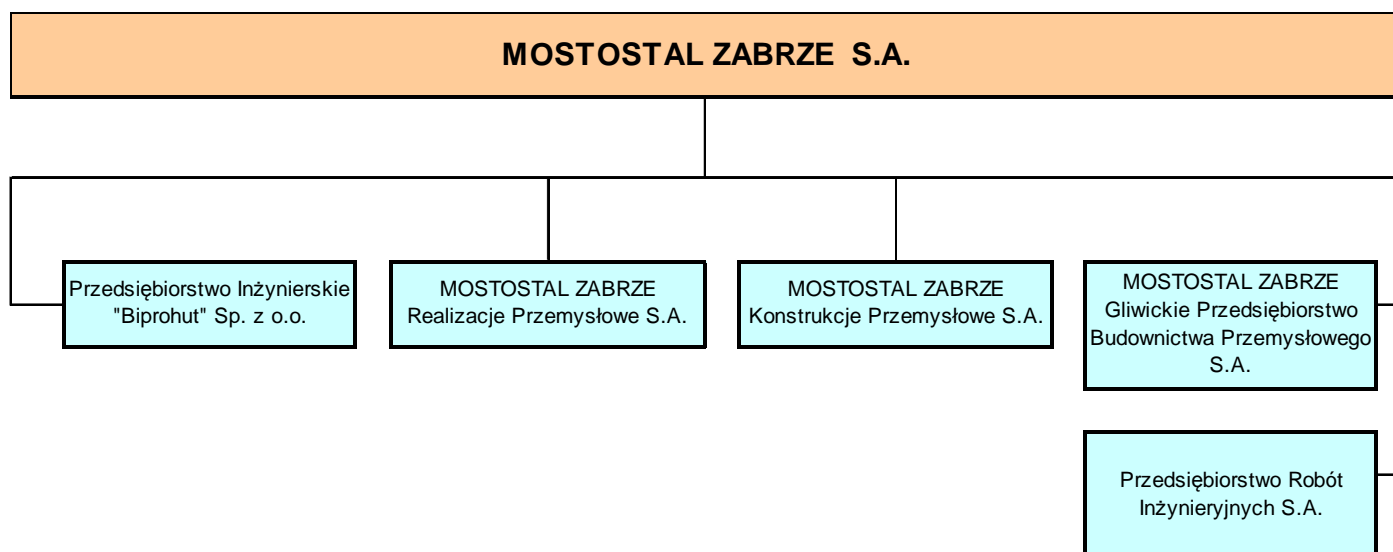 MOSTOSTAL ZABRZE S.A.
Przedsiębiorstwo Inżynierskie
"Biprohut" Sp. z o.o.
MOSTOSTAL ZABRZE
Realizacje Przemysłowe S.A.
MOSTOSTAL ZABRZE
Konstrukcje Przemysłowe S.A.
MOSTOSTAL ZABRZE
Gliwickie Przedsiębiorstwo
Budownictwa Przemysłowego
S.A.
Przedsiębiorstwo Robót
Inżynieryjnych S.A.